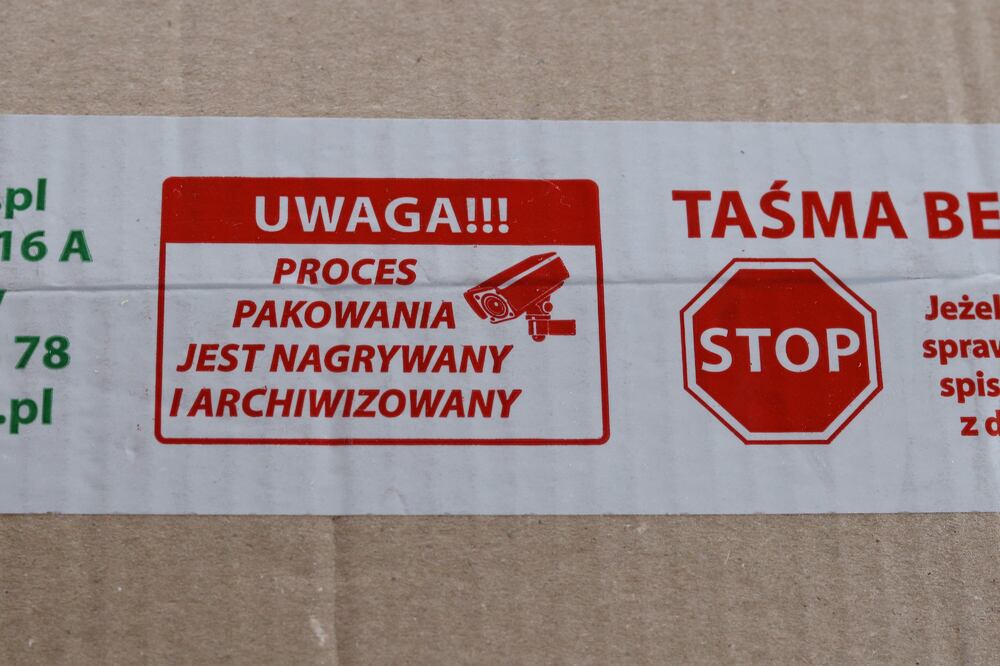 .pl
16 A
78
.pl
UWAGA!!!
PROCES
PAKOWANIA
JEST NAGRYWANY
I ARCHIWIZOWANY
TAŚMA BE
STOP
Jeżel
spraw
spis
z d